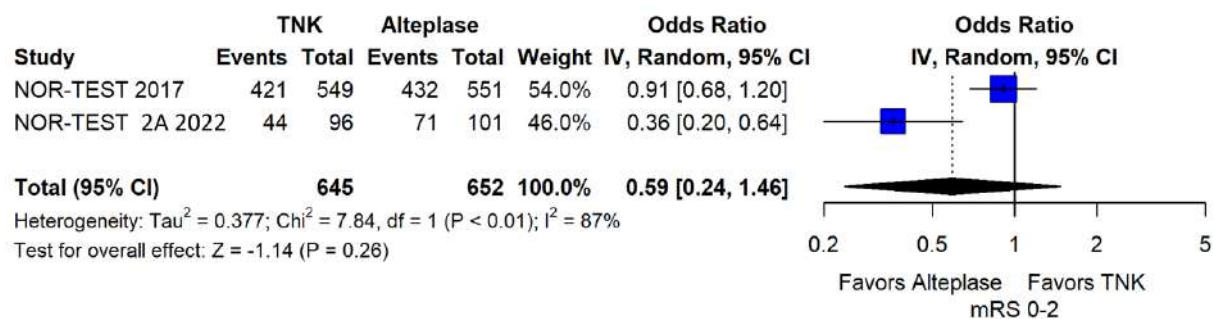 TNK Alteplase Odds Ratio Odds Ratio
Study Events Total Events Total Weight IV, Random, 95% CI IV, Random, 95% CI
NOR-TEST 2017 421 549 432 551 54.0% 0.91 [0.68, 1.20]
NOR-TEST 2A 2022 44 96 71 101 46.0% 0.36 [0.20, 0.64]
Total (95% CI) 645 652 100.0% 0.59 [0.24, 1.46]
Heterogeneity: Tau² = 0.377; Chi² = 7.84, df = 1 (P < 0.01); I² = 87%
Test for overall effect: Z = -1.14 (P = 0.26)
0.2 0.5 1 2 5
Favors Alteplase Favors TNK
mRS 0-2